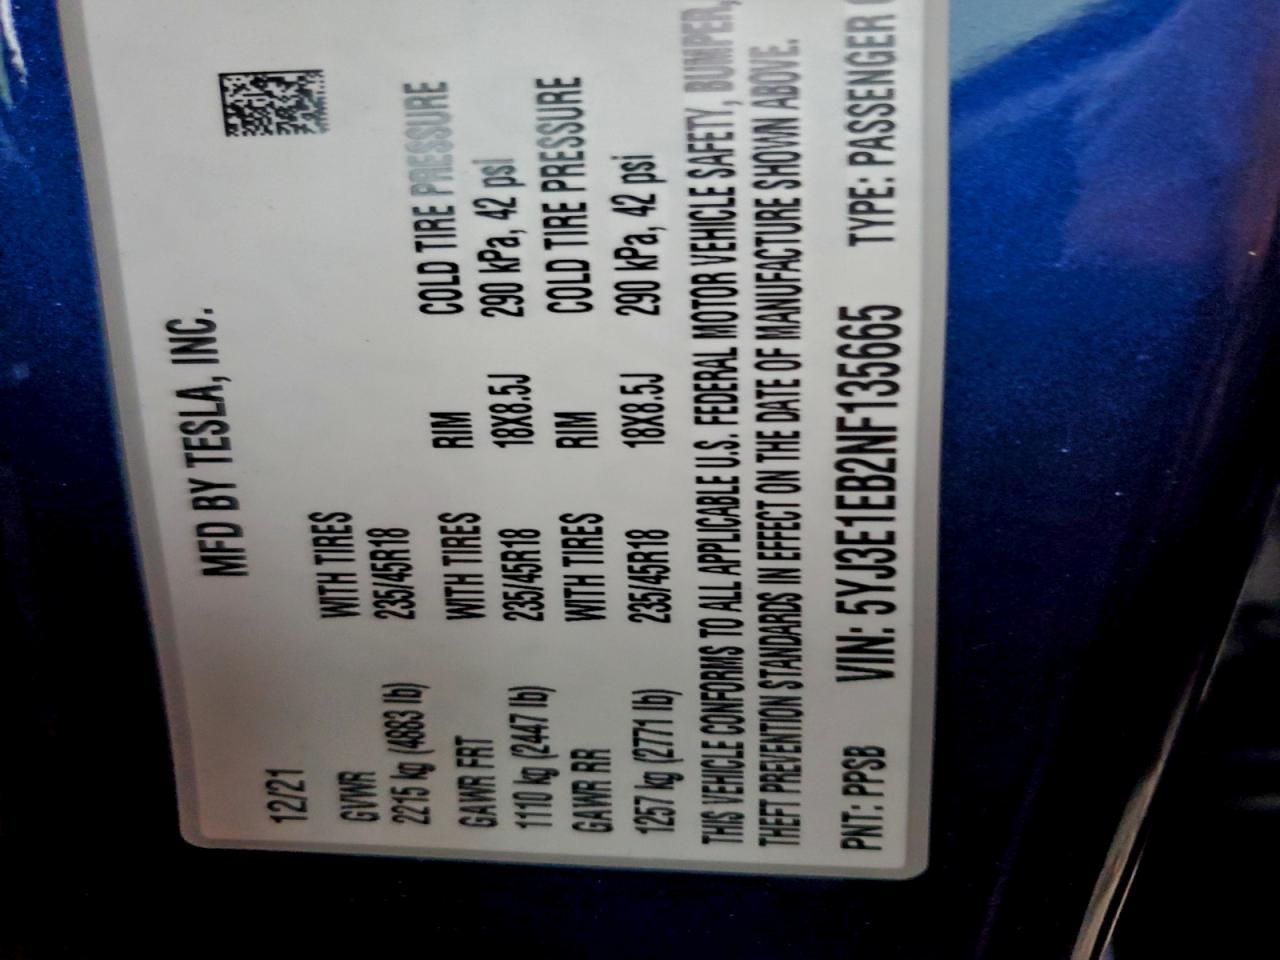 MFD BY TESLA, INC.
12/21
GVWR WITH TIRES
2215 kg (4883 lb) 235/45R18
GAWR FRT WITH TIRES RIM COLD TIRE PRESSURE
1110 kg (2447 lb) 235/45R18 18X8.5J 290 kPa, 42 psi
GAWR RR WITH TIRES RIM COLD TIRE PRESSURE
1257 kg (2771 lb) 235/45R18 18X8.5J 290 kPa, 42 psi
THIS VEHICLE CONFORMS TO ALL APPLICABLE U.S. FEDERAL MOTOR VEHICLE SAFETY, BUMPER,
THEFT PREVENTION STANDARDS IN EFFECT ON THE DATE OF MANUFACTURE SHOWN ABOVE.
PNT: PPSB VIN: 5YJ3E1EB2NF135665 TYPE: PASSENGER